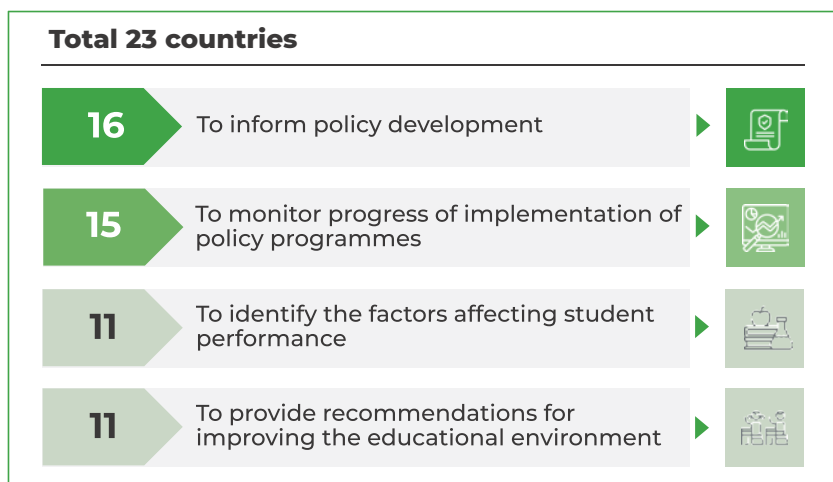 Total 23 countries
16
To inform policy development
15
To monitor progress of implementation of
policy programmes
11
To identify the factors affecting student
performance
11
To provide recommendations for
improving the educational environment